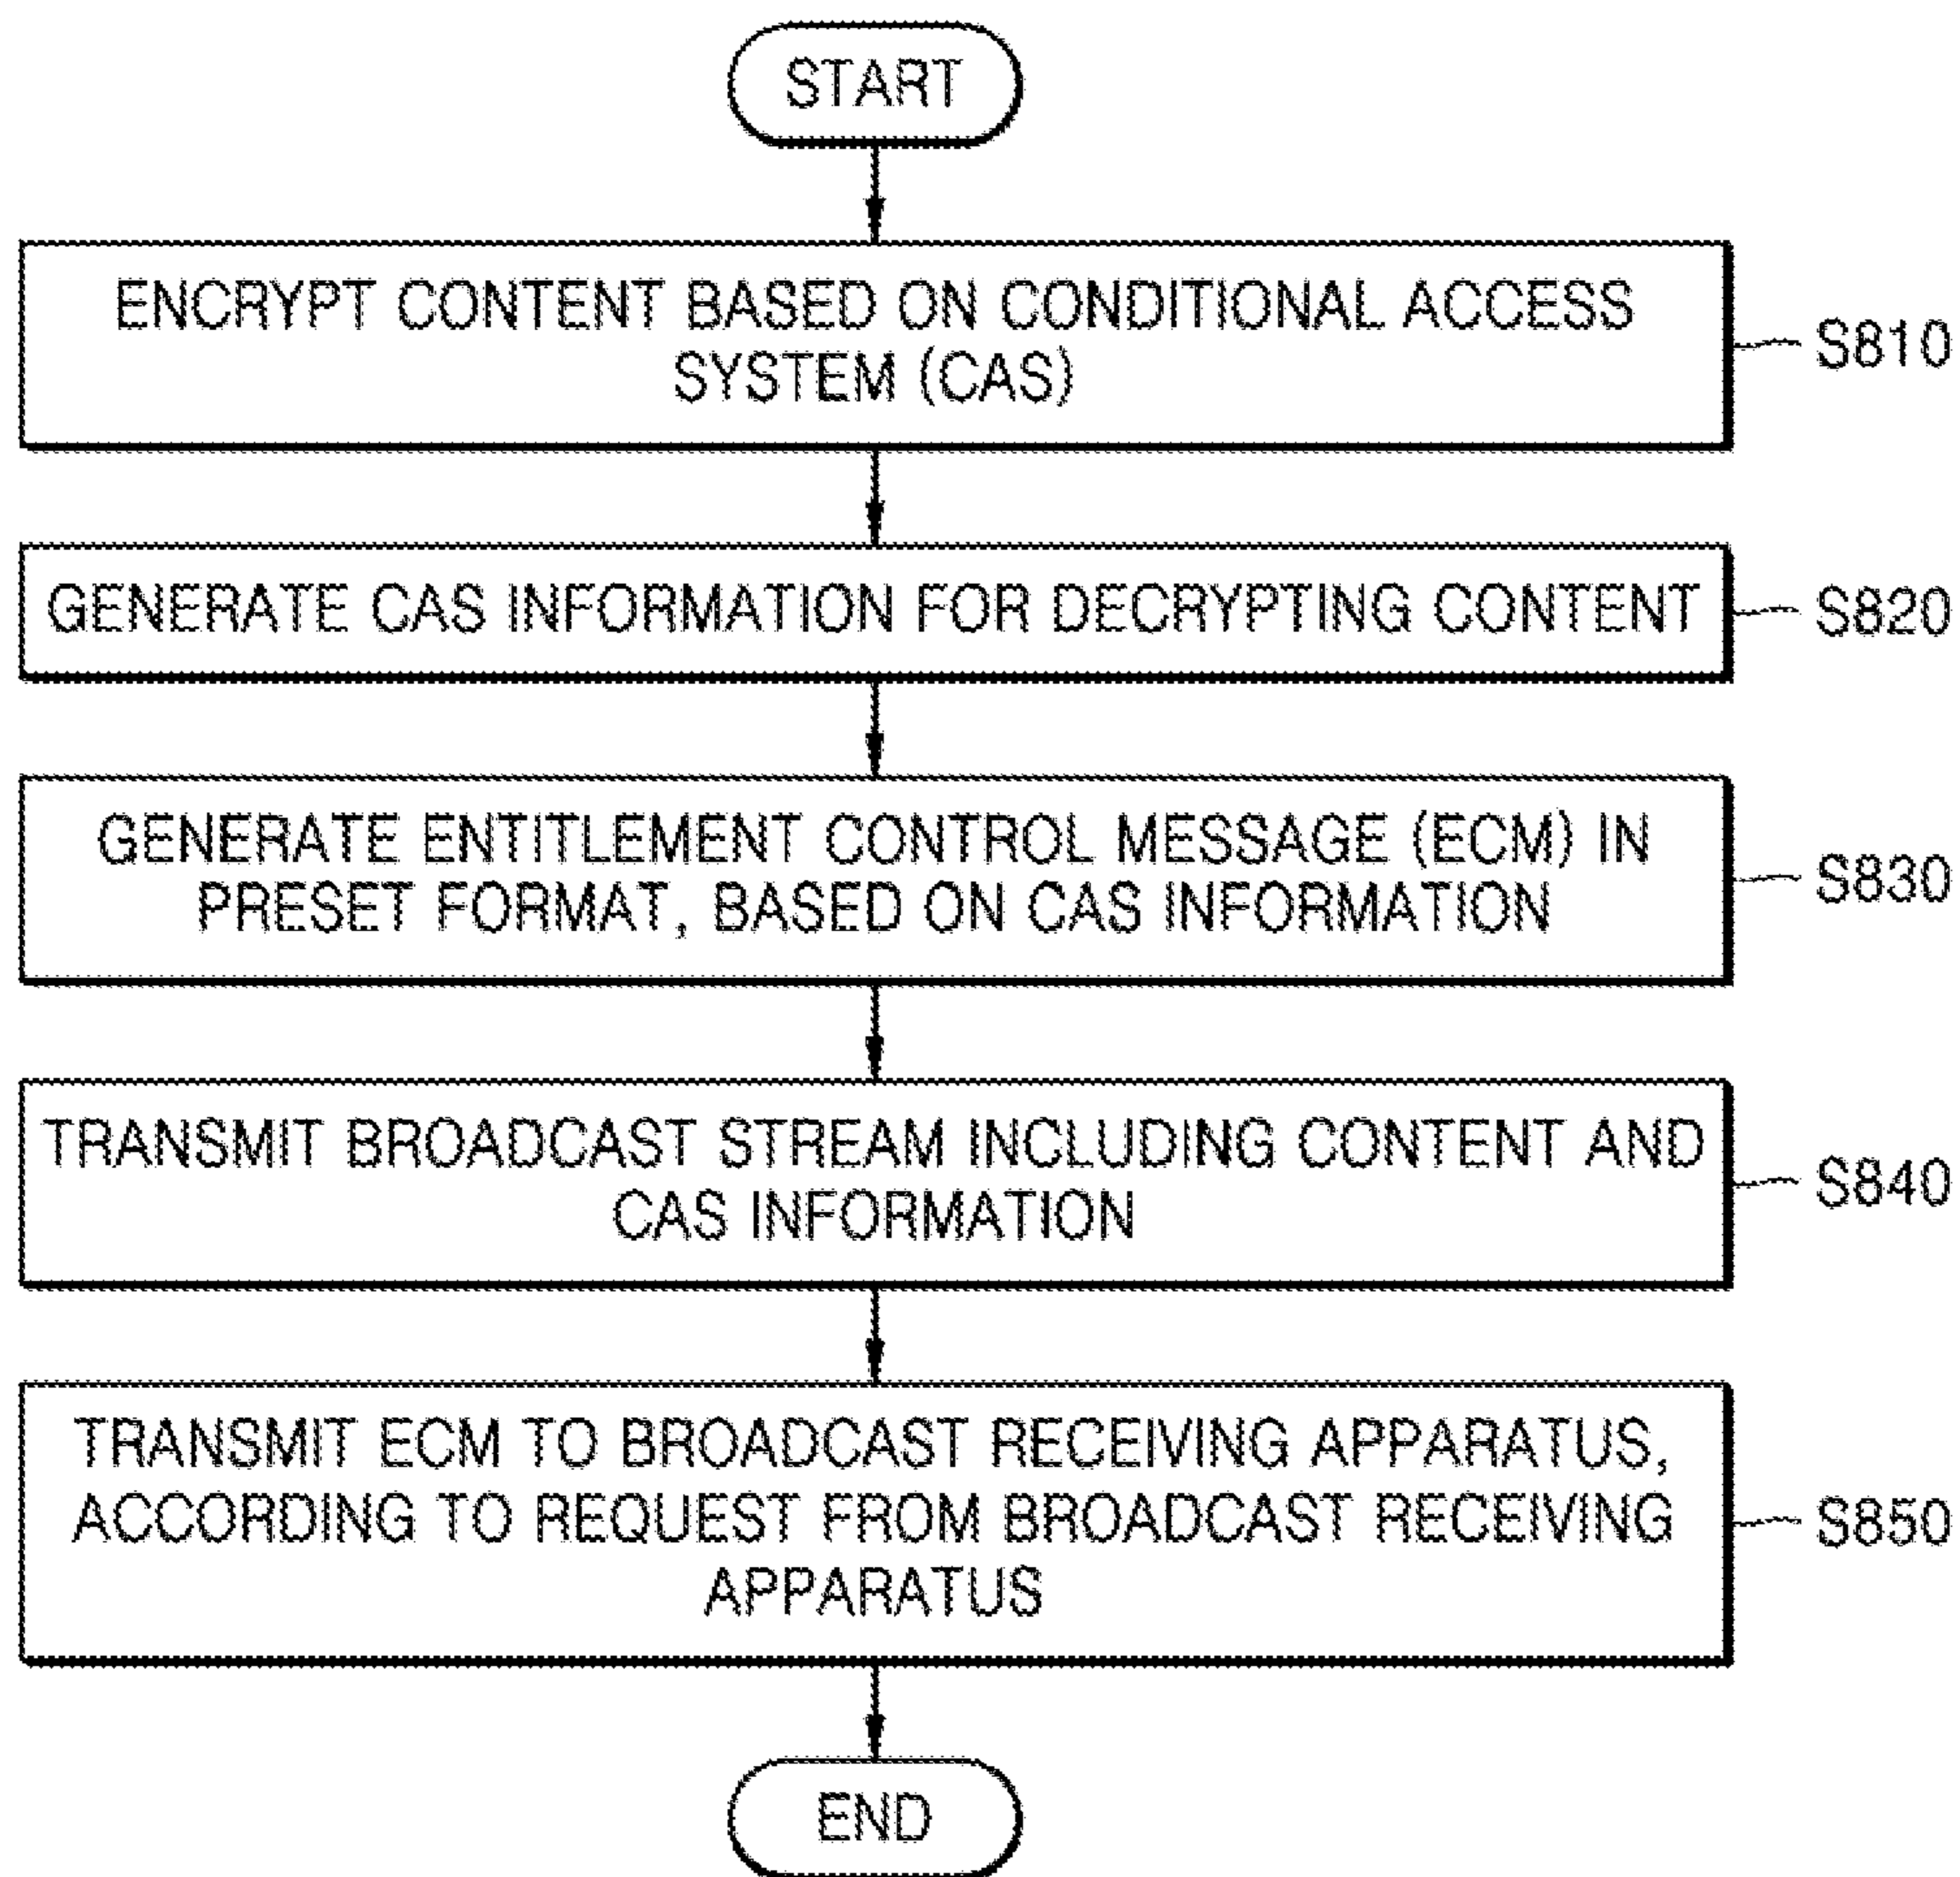 START
ENCRYPT CONTENT BASED ON CONDITIONAL ACCESS
SYSTEM (CAS)
S810
GENERATE CAS INFORMATION FOR DECRYPTING CONTENT
S820
GENERATE ENTITLEMENT CONTROL MESSAGE (ECM) IN
PRESET FORMAT, BASED ON CAS INFORMATION
S830
TRANSMIT BROADCAST STREAM INCLUDING CONTENT AND
CAS INFORMATION
S840
TRANSMIT ECM TO BROADCAST RECEIVING APPARATUS,
ACCORDING TO REQUEST FROM BROADCAST RECEIVING
APPARATUS
S850
END